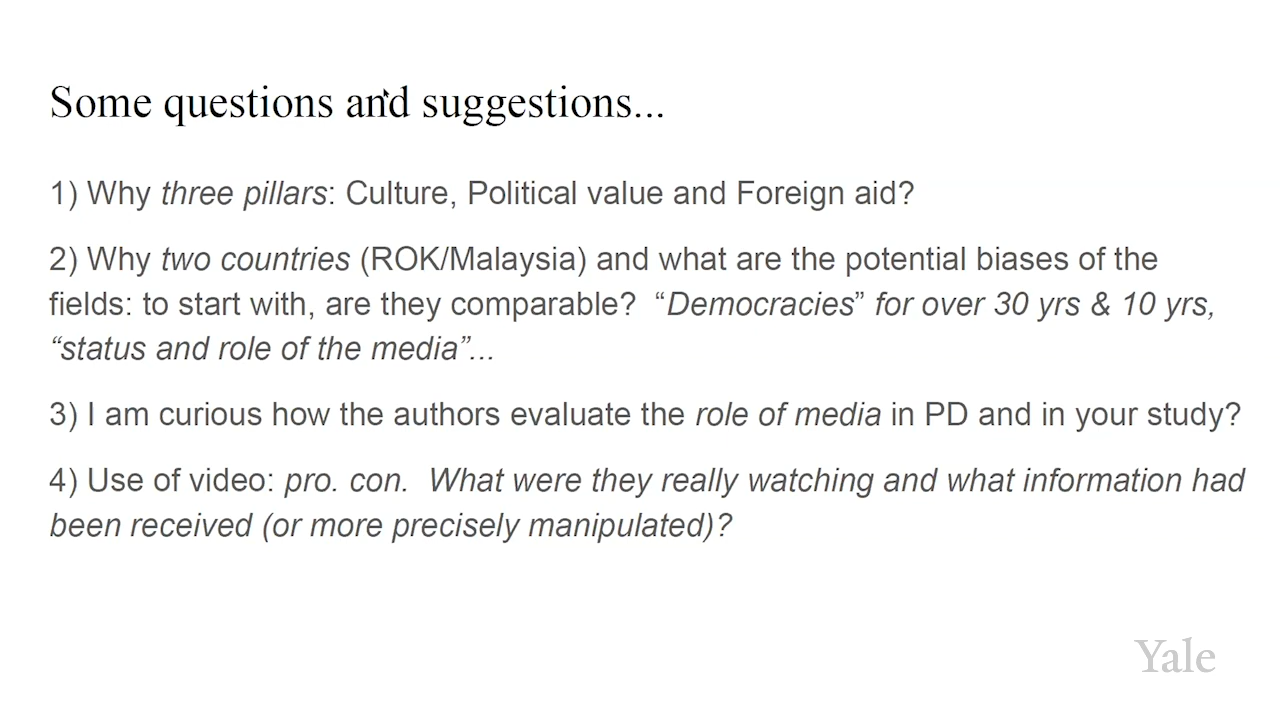 Some questions and suggestions...
1) Why three pillars: Culture, Political value and Foreign aid?
2) Why two countries (ROK/Malaysia) and what are the potential biases of the
fields: to start with, are they comparable?  “Democracies” for over 30 yrs & 10 yrs,
“status and role of the media”...
3) I am curious how the authors evaluate the role of media in PD and in your study?
4) Use of video: pro. con.  What were they really watching and what information had
been received (or more precisely manipulated)?
Yale